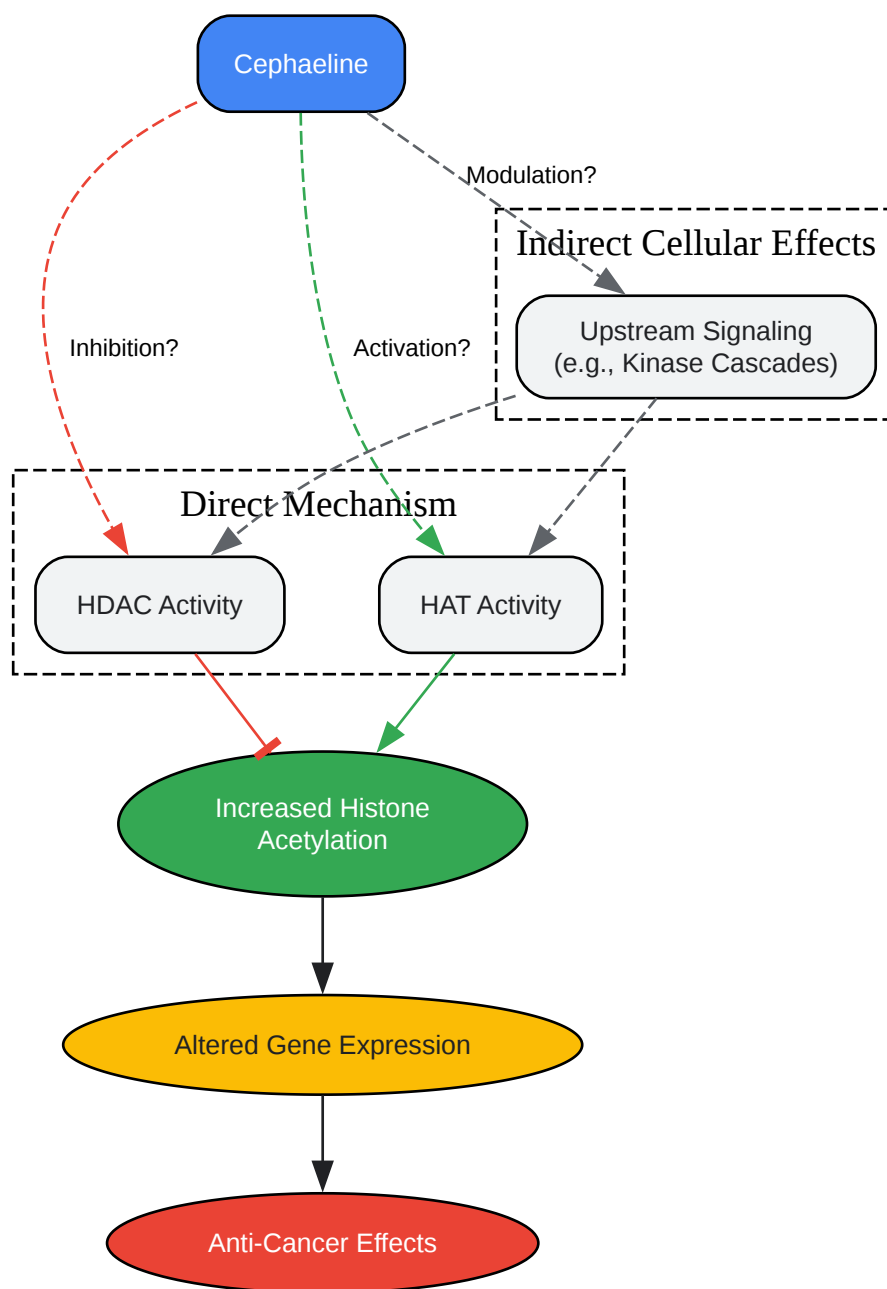 Cephaeline
Modulation?
Indirect Cellular Effects
Upstream Signaling
(e.g., Kinase Cascades)
Inhibition?
Activation?
Direct Mechanism
HDAC Activity
HAT Activity
Increased Histone
Acetylation
Altered Gene Expression
Anti-Cancer Effects